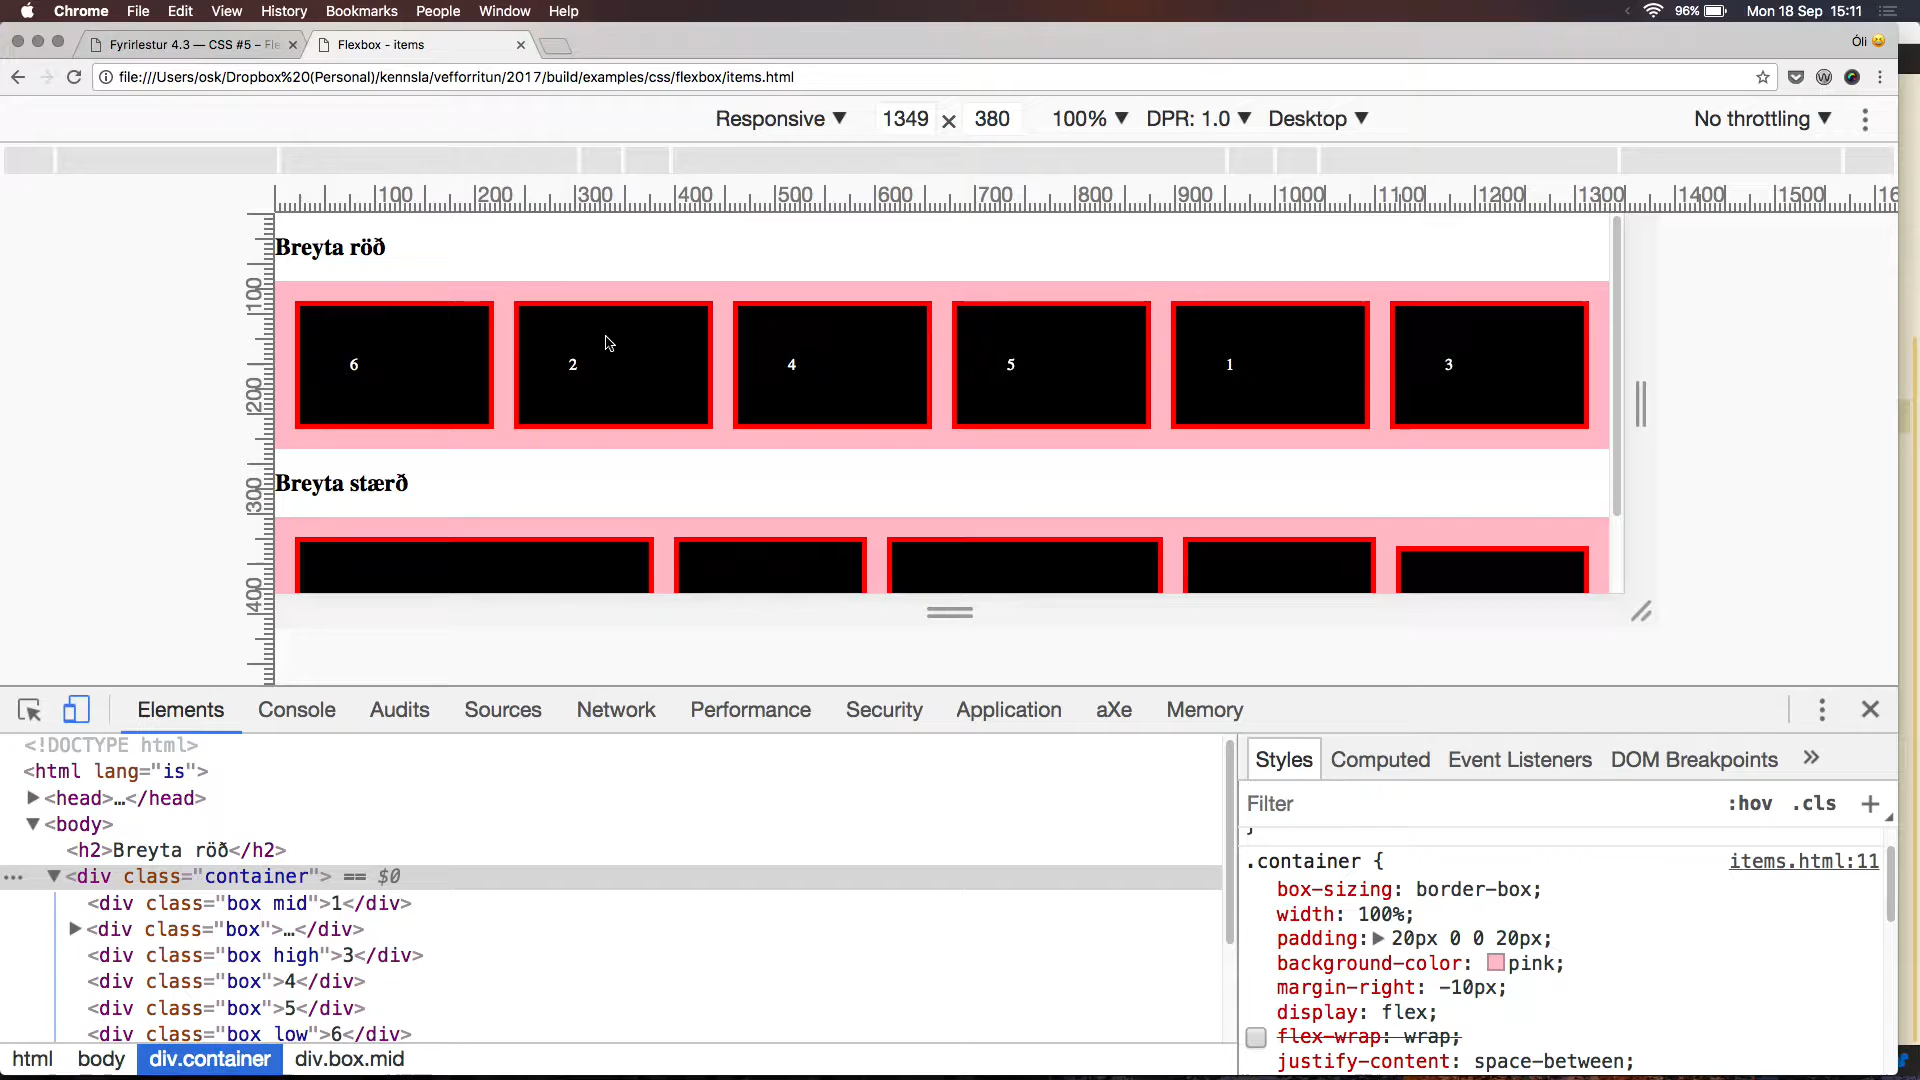 Chrome File Edit View History Bookmarks People Window Help 96% Mon 18 Sep 15:11
Fyrirlestur 4.3 — CSS #5 – Fle Flexbox - items Óli
file:///Users/osk/Dropbox%20(Personal)/kennsla/vefforritun/2017/build/examples/css/flexbox/items.html
Responsive 1349 × 380 100% DPR: 1.0 Desktop No throttling
100 200 300 400 500 600 700 800 900 1000 1100 1200 1300 1400 1500 16
100
200
300
400
Breyta röð
6 2 4 5 1 3
Breyta stærð
Elements Console Audits Sources Network Performance Security Application aXe Memory
<!DOCTYPE html>
<html lang="is">
<head>…</head>
<body>
<h2>Breyta röð</h2>
<div class="container"> == $0
<div class="box mid">1</div>
<div class="box">…</div>
<div class="box high">3</div>
<div class="box">4</div>
<div class="box">5</div>
<div class="box low">6</div>
html body div.container div.box.mid
Styles Computed Event Listeners DOM Breakpoints »
Filter :hov .cls +
}
.container { items.html:11
box-sizing: border-box;
width: 100%;
padding: 20px 0 0 20px;
background-color: pink;
margin-right: -10px;
display: flex;
flex-wrap: wrap;
justify-content: space-between;